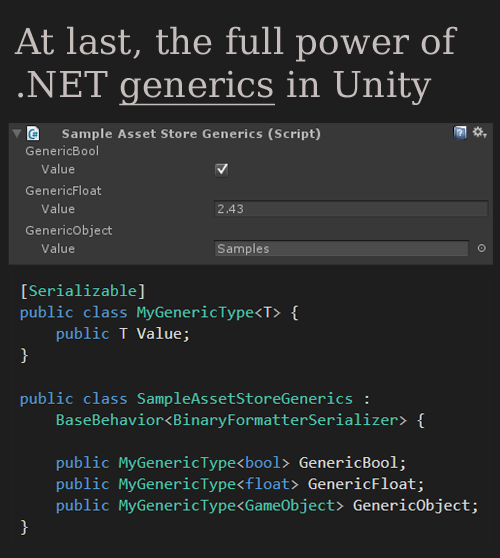 At last, the full power of
.NET generics in Unity
Sample Asset Store Generics (Script)
GenericBool
Value
GenericFloat
Value 2.43
GenericObject
Value Samples
[Serializable]
public class MyGenericType<T> {
    public T Value;
}
public class SampleAssetStoreGenerics :
    BaseBehavior<BinaryFormatterSerializer> {
    public MyGenericType<bool> GenericBool;
    public MyGenericType<float> GenericFloat;
    public MyGenericType<GameObject> GenericObject;
}